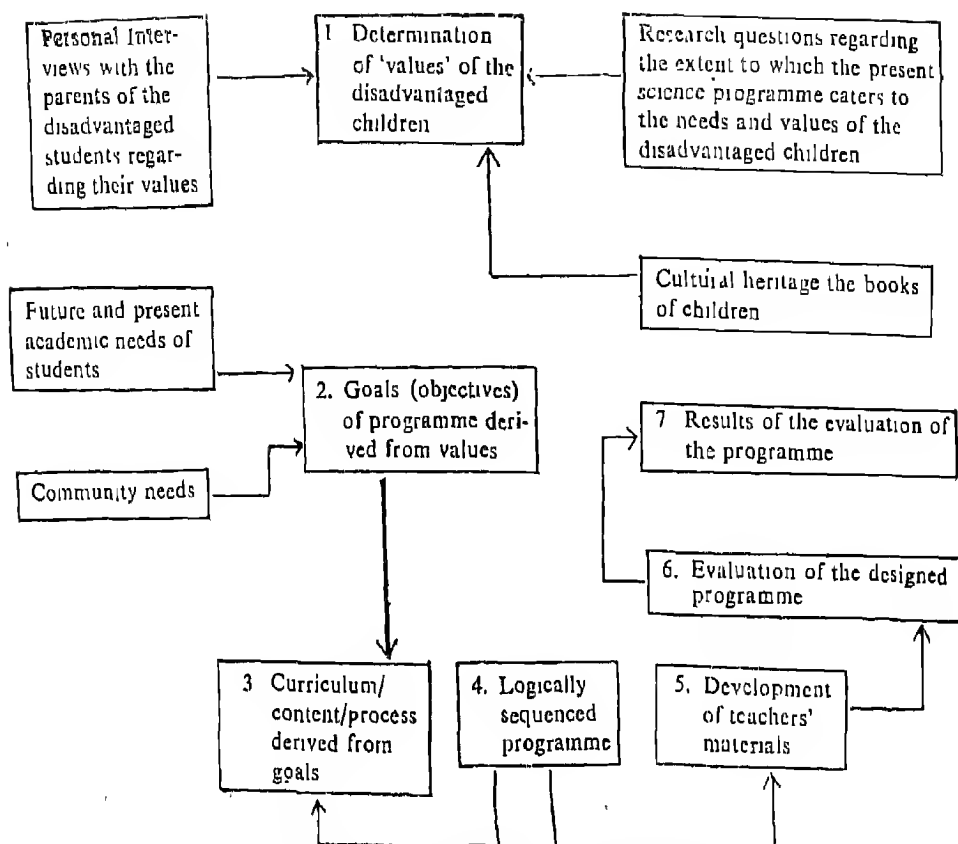 Personal Inter-
views with the
parents of the
disadvantaged
students regar-
ding their values
1 Determination
of 'values' of the
disadvantaged
children
Research questions regarding
the extent to which the present
science programme caters to
the needs and values of the
disadvantaged children
Cultural heritage the books
of children
Future and present
academic needs of
students
2. Goals (objectives)
of programme deri-
ved from values
Community needs
7 Results of the evaluation of
the programme
6. Evaluation of the designed
programme
3 Curriculum/
content/process
derived from
goals
4. Logically
sequenced
programme
5. Development
of teachers'
materials